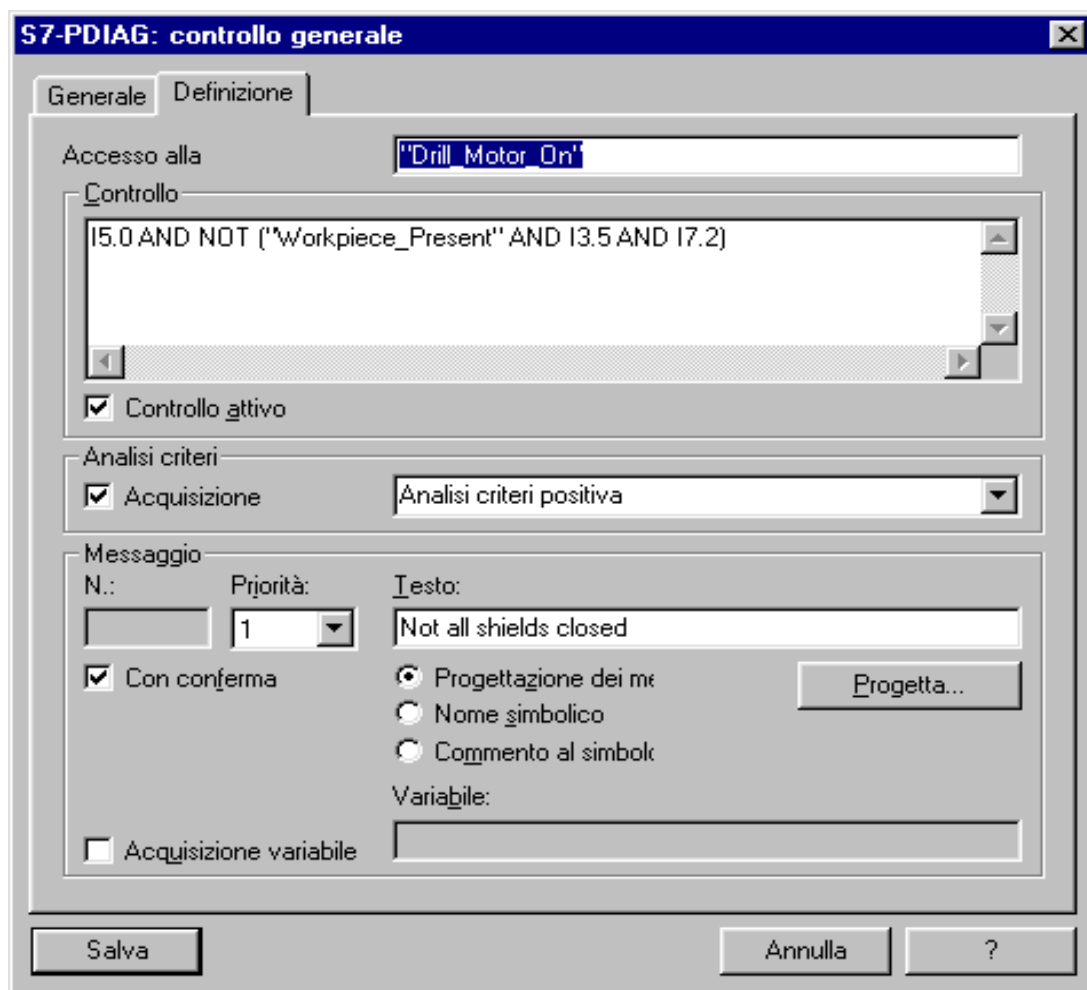 S7-PDIAG: controllo generale
Generale Definizione
Accesso alla "Drill_Motor_On"
Controllo
I5.0 AND NOT ("Workpiece_Present" AND I3.5 AND I7.2)
Controllo attivo
Analisi criteri
Acquisizione Analisi criteri positiva
Messaggio
N.: Priorità: Testo:
1 Not all shields closed
Con conferma Progettazione dei me Progetta...
Nome simbolico
Commento al simbolo
Variabile:
Acquisizione variabile
Salva Annulla ?